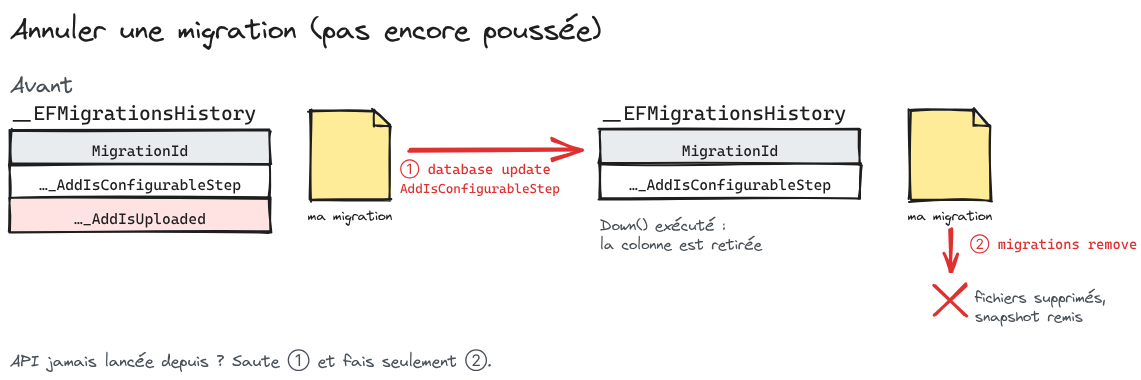 Annuler une migration (pas encore poussée)
Avant
__EFMigrationsHistory
MigrationId
…_AddIsConfigurableStep
…_AddIsUploaded
ma migration
① database update
AddIsConfigurableStep
__EFMigrationsHistory
MigrationId
…_AddIsConfigurableStep
Down() exécuté :
la colonne est retirée
ma migration
② migrations remove
fichiers supprimés,
snapshot remis
API jamais lancée depuis ? Saute ① et fais seulement ②.